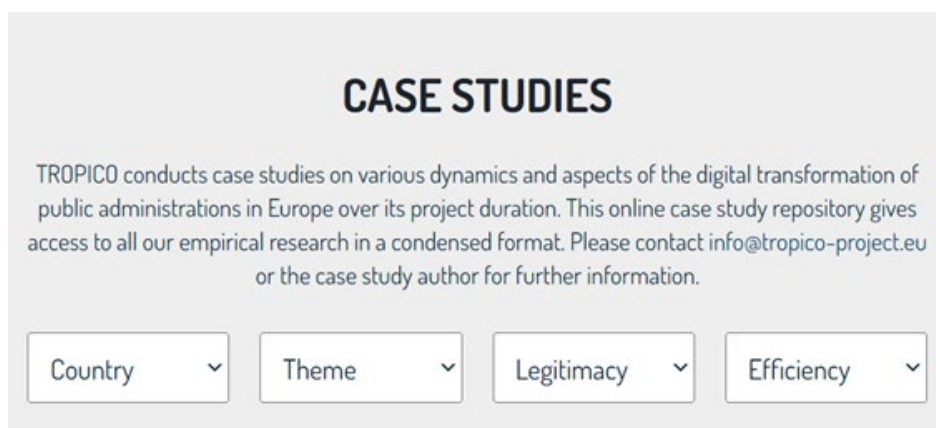 CASE STUDIES
TROPICO conducts case studies on various dynamics and aspects of the digital transformation of
public administrations in Europe over its project duration. This online case study repository gives
access to all our empirical research in a condensed format. Please contact info@tropico-project.eu
or the case study author for further information.
Country Theme Legitimacy Efficiency